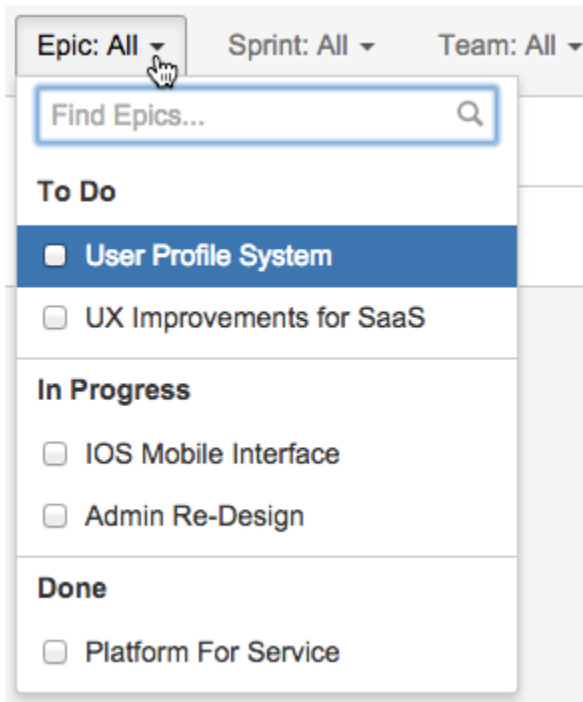 Epic: All Sprint: All Team: All
Find Epics...
To Do
User Profile System
UX Improvements for SaaS
In Progress
IOS Mobile Interface
Admin Re-Design
Done
Platform For Service